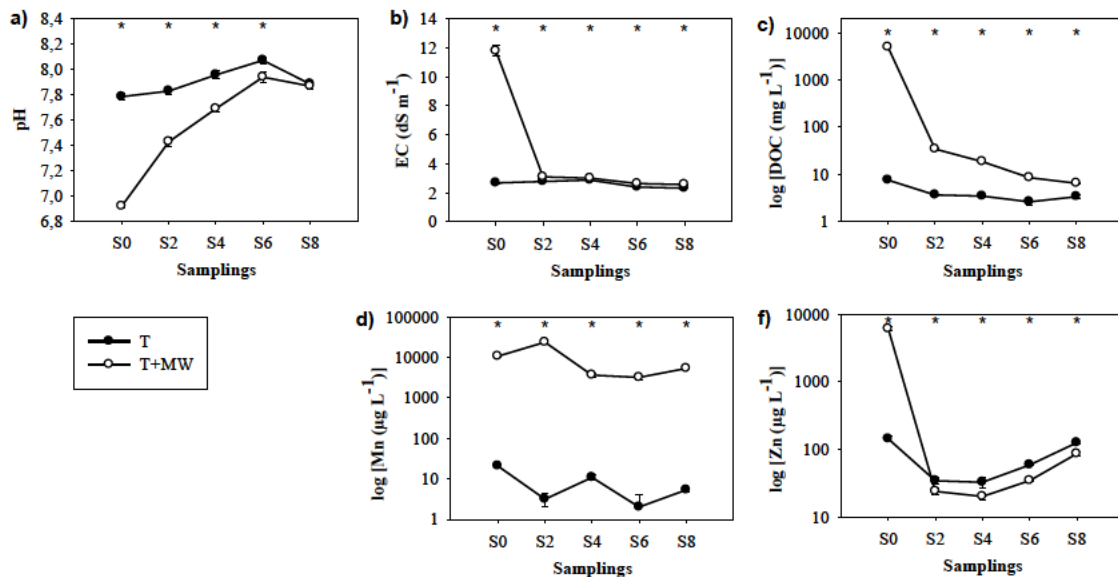 a)
* * * *
8,4
8,2
8,0
7,8
7,6
7,4
7,2
7,0
6,8
pH
S0 S2 S4 S6 S8
Samplings
b)
* * * * *
14
12
10
8
6
4
2
0
EC (dS m⁻¹)
S0 S2 S4 S6 S8
Samplings
c)
* * * * *
10000
1000
100
10
1
log [DOC (mg L⁻¹)]
S0 S2 S4 S6 S8
Samplings
T
T+MW
d)
* * * * *
100000
10000
1000
100
10
1
log [Mn (µg L⁻¹)]
S0 S2 S4 S6 S8
Samplings
f)
* * * * *
10000
1000
100
10
log [Zn (µg L⁻¹)]
S0 S2 S4 S6 S8
Samplings